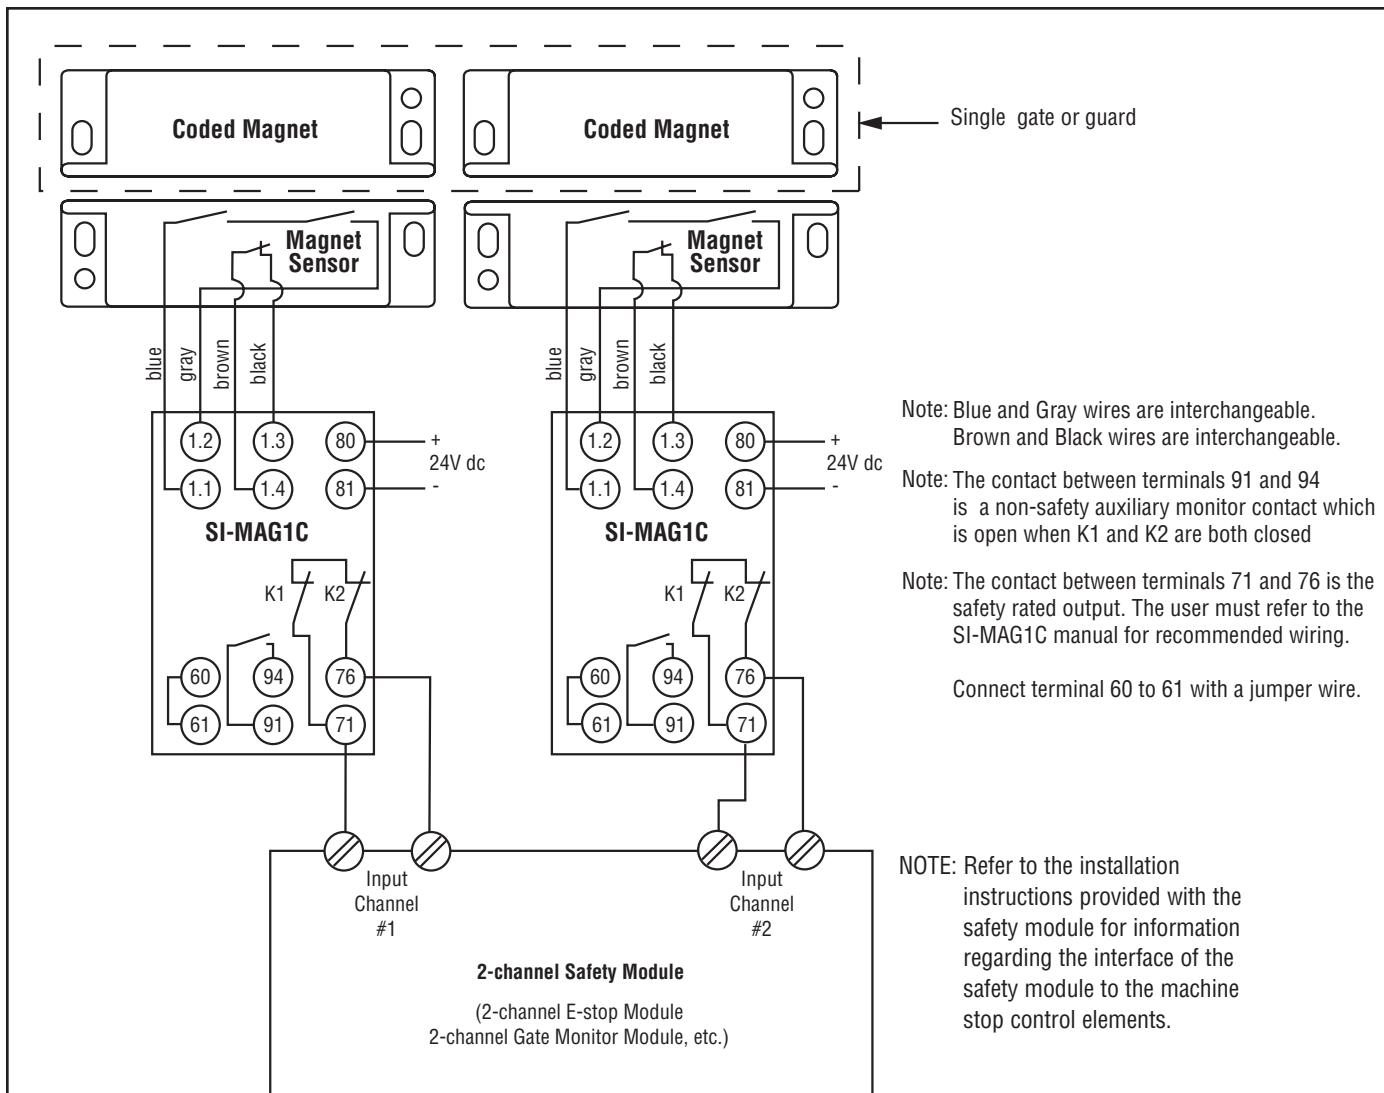 Coded Magnet
Coded Magnet
Single gate or guard
Magnet
Sensor
Magnet
Sensor
blue
gray
brown
black
blue
gray
brown
black
1.2
1.3
80
+
24V dc
1.1
1.4
81
-
SI-MAG1C
K1
K2
60
94
76
61
91
71
1.2
1.3
80
+
24V dc
1.1
1.4
81
-
SI-MAG1C
K1
K2
60
94
76
61
91
71
Note: Blue and Gray wires are interchangeable.
Brown and Black wires are interchangeable.
Note: The contact between terminals 91 and 94
is a non-safety auxiliary monitor contact which
is open when K1 and K2 are both closed
Note: The contact between terminals 71 and 76 is the
safety rated output. The user must refer to the
SI-MAG1C manual for recommended wiring.
Connect terminal 60 to 61 with a jumper wire.
Input
Channel
#1
Input
Channel
#2
2-channel Safety Module
(2-channel E-stop Module
2-channel Gate Monitor Module, etc.)
NOTE: Refer to the installation
instructions provided with the
safety module for information
regarding the interface of the
safety module to the machine
stop control elements.